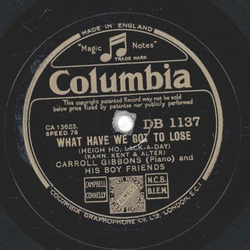 MADE IN ENGLAND
"Magic Notes"
TRADE MARK
Columbia
This copyright patented Record may not be sold
below price fixed by patentees nor publicly performed
CA 13623.
SPEED 78
DB 1137
WHAT HAVE WE GOT TO LOSE
(HEIGH HO, LACK-A-DAY)
(KAHN, KENT & ALTER)
CARROLL GIBBONS (Piano) and
HIS BOY FRIENDS
CAMPBELL
CONNELLY
N.C.B.
B.I.E.M.
COLUMBIA GRAPHOPHONE CO. LTD. LONDON, E.C.1